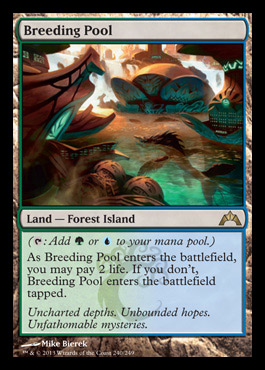 Breeding Pool
Land — Forest Island
(: Add or to your mana pool.)
As Breeding Pool enters the battlefield,
you may pay 2 life. If you don't,
Breeding Pool enters the battlefield
tapped.
Uncharted depths. Unbounded hopes.
Unfathomable mysteries.
Mike Bierek
™ & © 2013 Wizards of the Coast 240/249